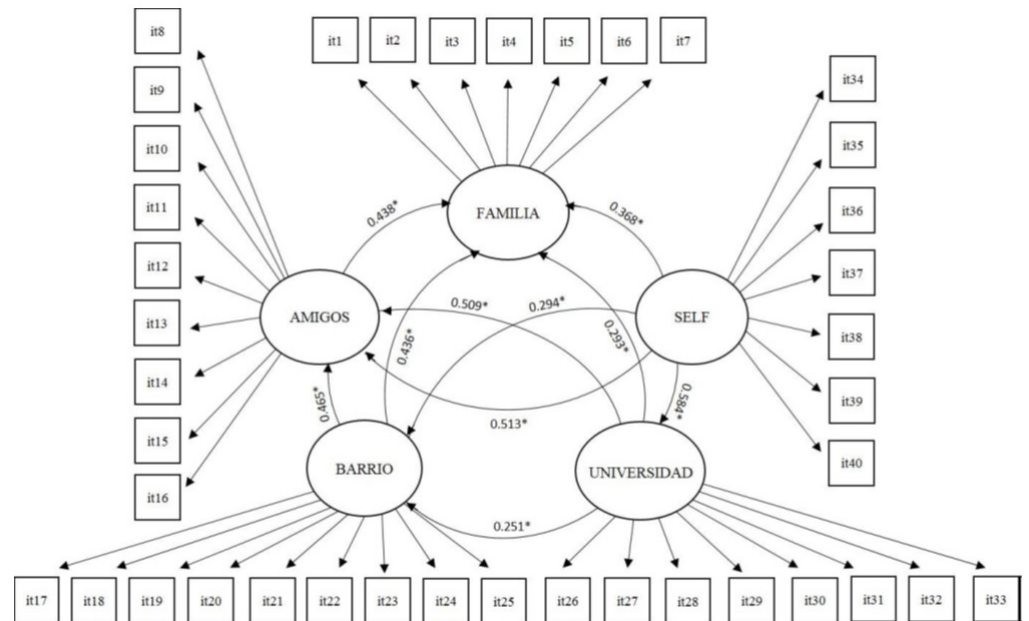 it8
it1
it2
it3
it4
it5
it6
it7
it34
it9
it35
it10
it36
it11
FAMILIA
0.438*
0.368*
it12
it37
it13
AMIGOS
0.509*
0.294*
SELF
it38
0.436*
0.293*
it14
it39
0.465*
0.513*
0.584*
it15
it40
BARRIO
UNIVERSIDAD
it16
0.251*
it17
it18
it19
it20
it21
it22
it23
it24
it25
it26
it27
it28
it29
it30
it31
it32
it33